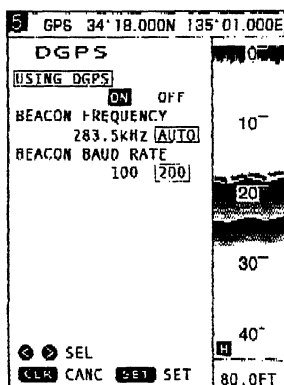 5 GPS 34°18.000N 135°01.000E
DGPS
USING DGPS
ON OFF
BEACON FREQUENCY
283.5KHz AUTO
BEACON BAUD RATE
100 200
SEL
CLR CANC SET SET
0
10
20
30
40
H
80.0FT